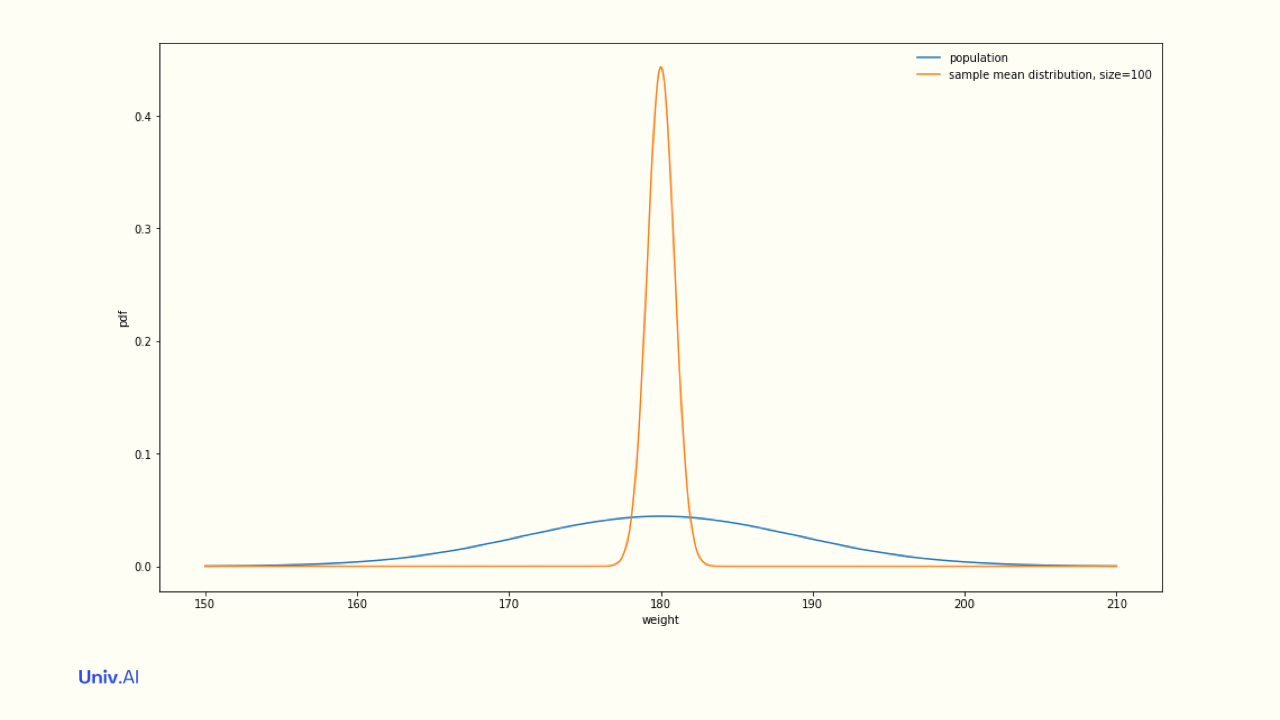 population
sample mean distribution, size=100
0.4
0.3
0.2
0.1
0.0
pdf
150 160 170 180 190 200 210
weight
Univ.AI